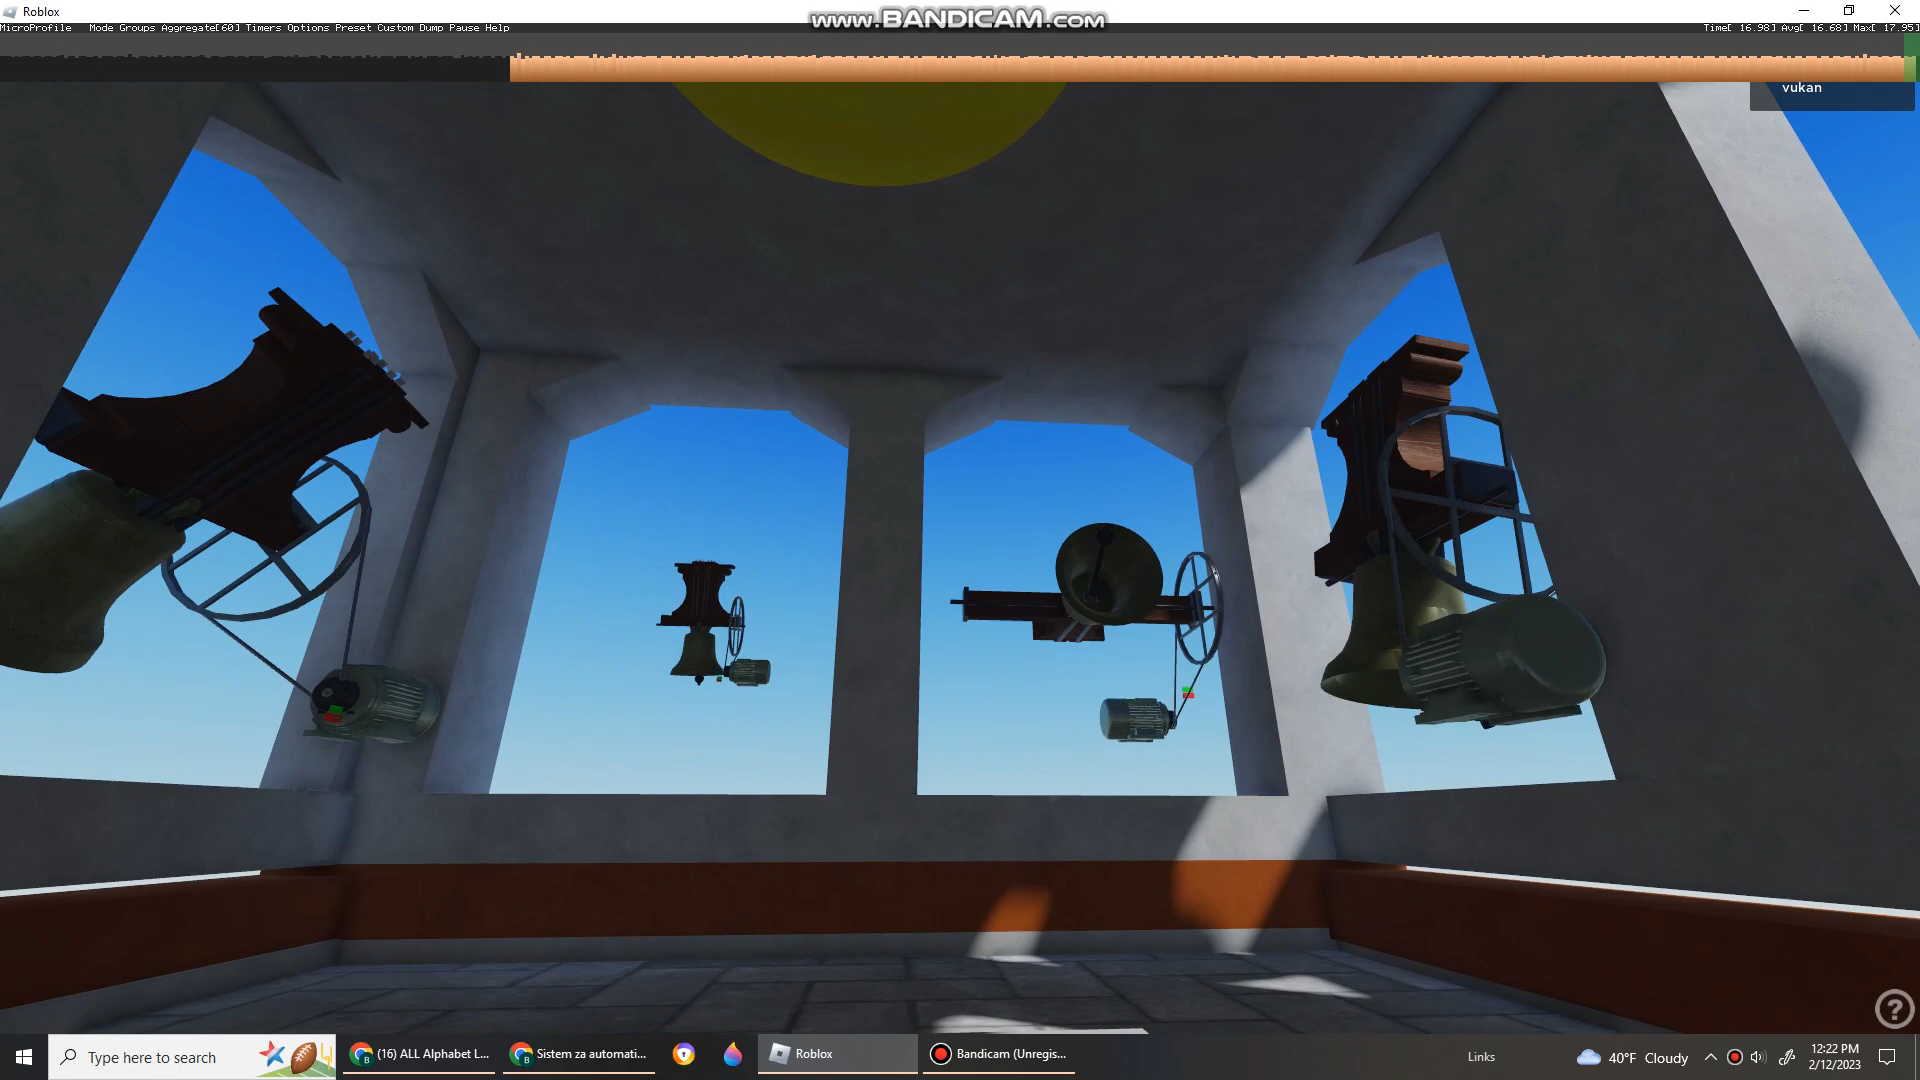 Roblox
www.BANDICAM.com
MicroProfile Mode Groups Aggregate[60] Timers Options Preset Custom Dump Pause Help
Time[ 16.98] Avg[ 16.68] Max[ 17.95]
vukan
?
Type here to search
(16) ALL Alphabet L...
Sistem za automati...
Roblox
Bandicam (Unregis...
Links
40°F Cloudy
12:22 PM
2/12/2023